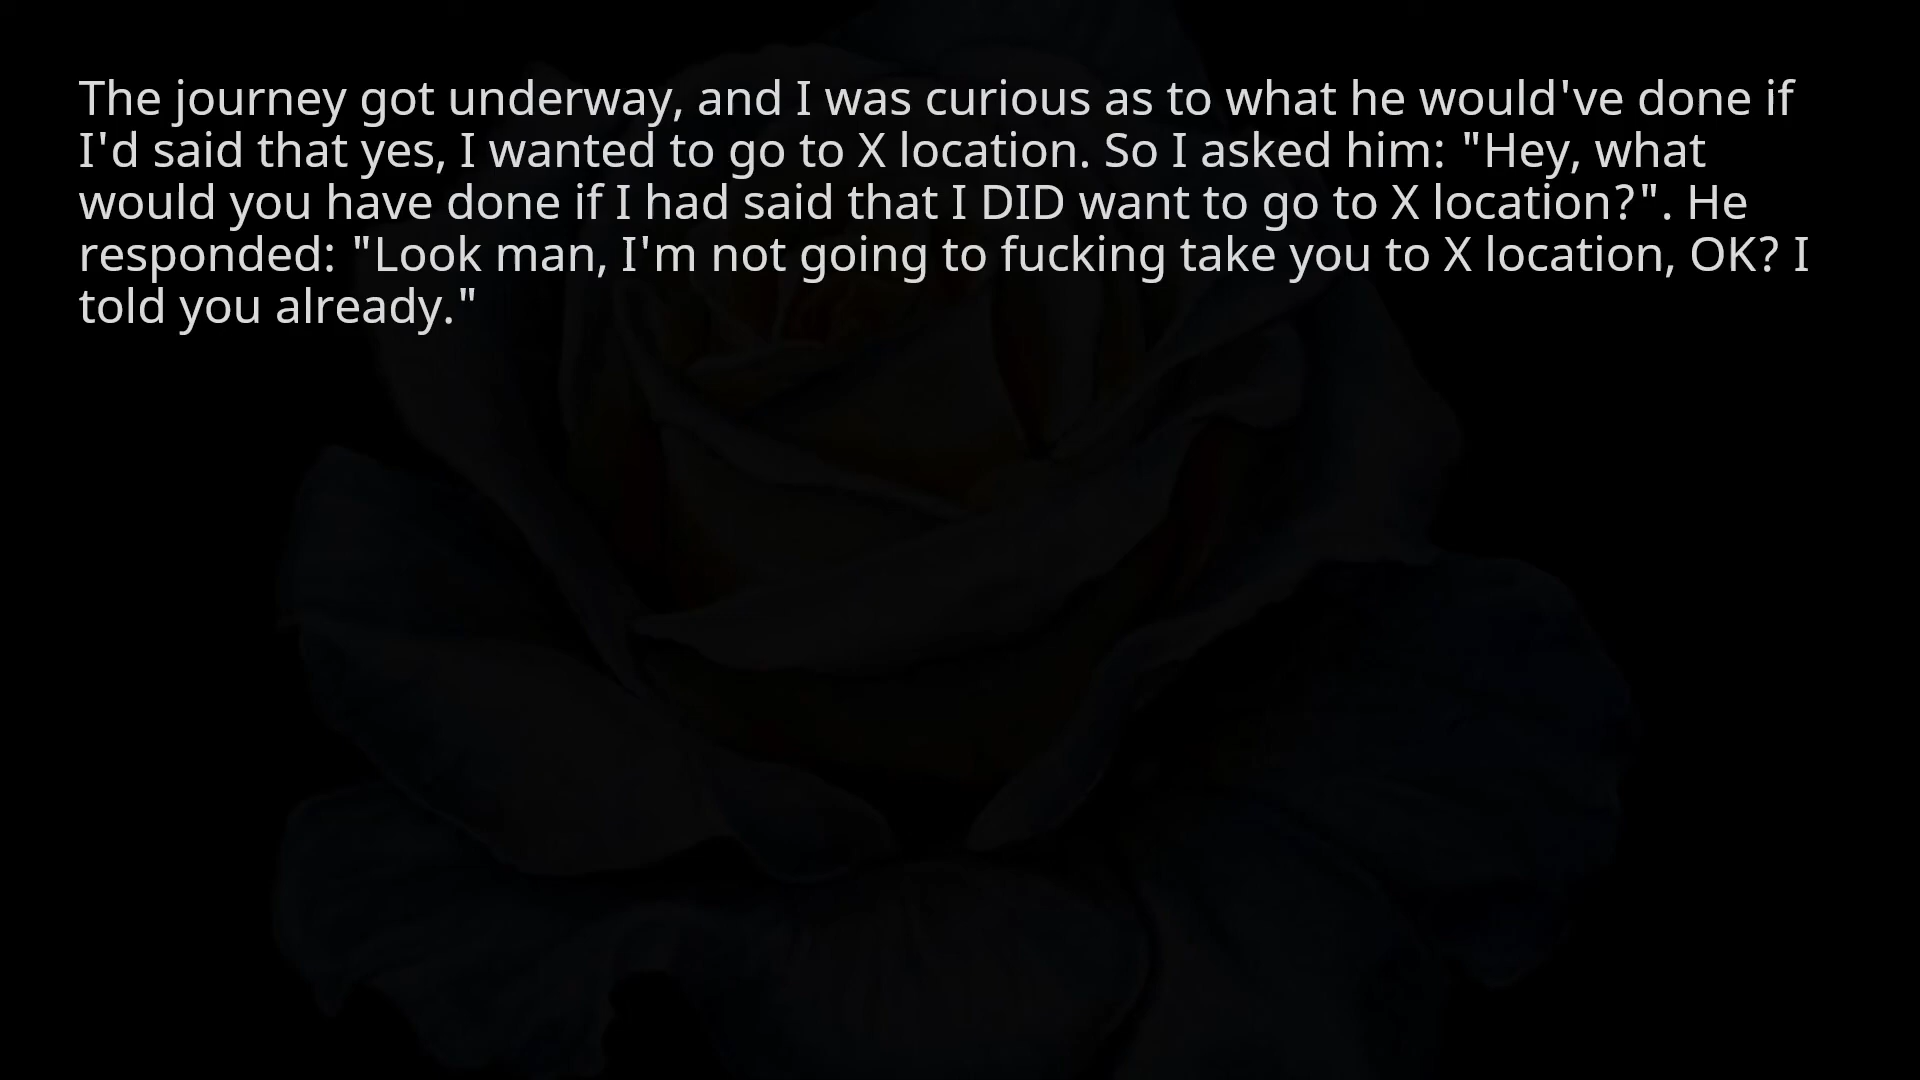 The journey got underway, and I was curious as to what he would've done if
I'd said that yes, I wanted to go to X location. So I asked him: "Hey, what
would you have done if I had said that I DID want to go to X location?". He
responded: "Look man, I'm not going to fucking take you to X location, OK? I
told you already."